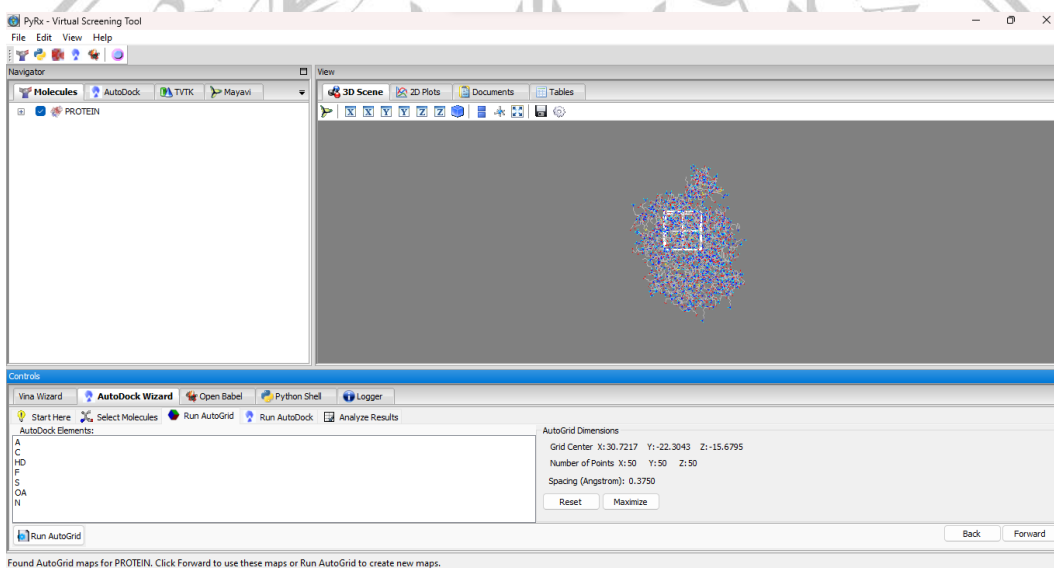 PyRx - Virtual Screening Tool
File Edit View Help
Navigator
View
Molecules AutoDock TVTK Mayavi
3D Scene 2D Plots Documents Tables
X X Y Y Z Z
PROTEIN
Controls
Vina Wizard AutoDock Wizard Open Babel Python Shell Logger
Start Here Select Molecules Run AutoGrid Run AutoDock Analyze Results
AutoDock Elements:
A
C
HD
F
S
OA
N
AutoGrid Dimensions
Grid Center X: 30.7217 Y: -22.3043 Z: -15.6795
Number of Points X: 50 Y: 50 Z: 50
Spacing (Angstrom): 0.3750
Reset Maximize
Run AutoGrid
Back Forward
Found AutoGrid maps for PROTEIN. Click Forward to use these maps or Run AutoGrid to create new maps.